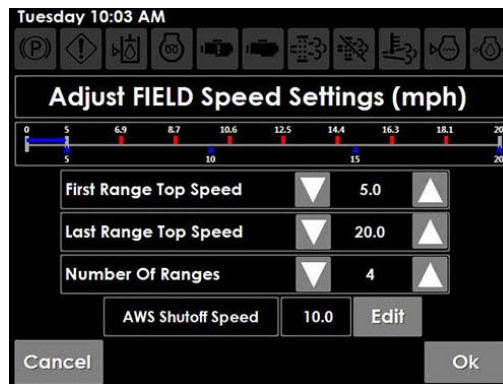 Tuesday 10:03 AM
(P)
Adjust FIELD Speed Settings (mph)
0 5 6.9 8.7 10.6 12.5 14.4 16.3 18.1 20
5 10 15 20
First Range Top Speed 5.0
Last Range Top Speed 20.0
Number Of Ranges 4
AWS Shutoff Speed 10.0 Edit
Cancel Ok